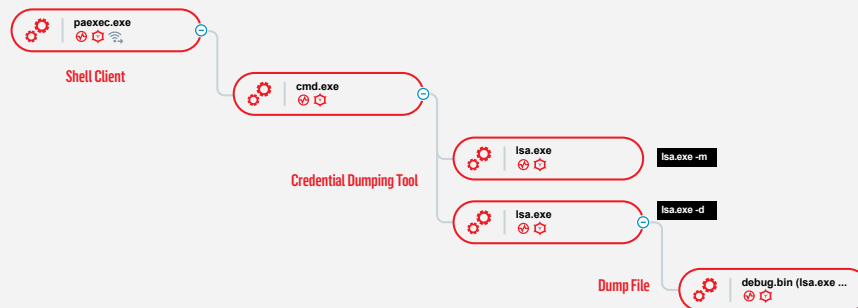 paexec.exe
Shell Client
cmd.exe
lsa.exe
lsa.exe -m
Credential Dumping Tool
lsa.exe
lsa.exe -d
Dump File
debug.bin (lsa.exe ...